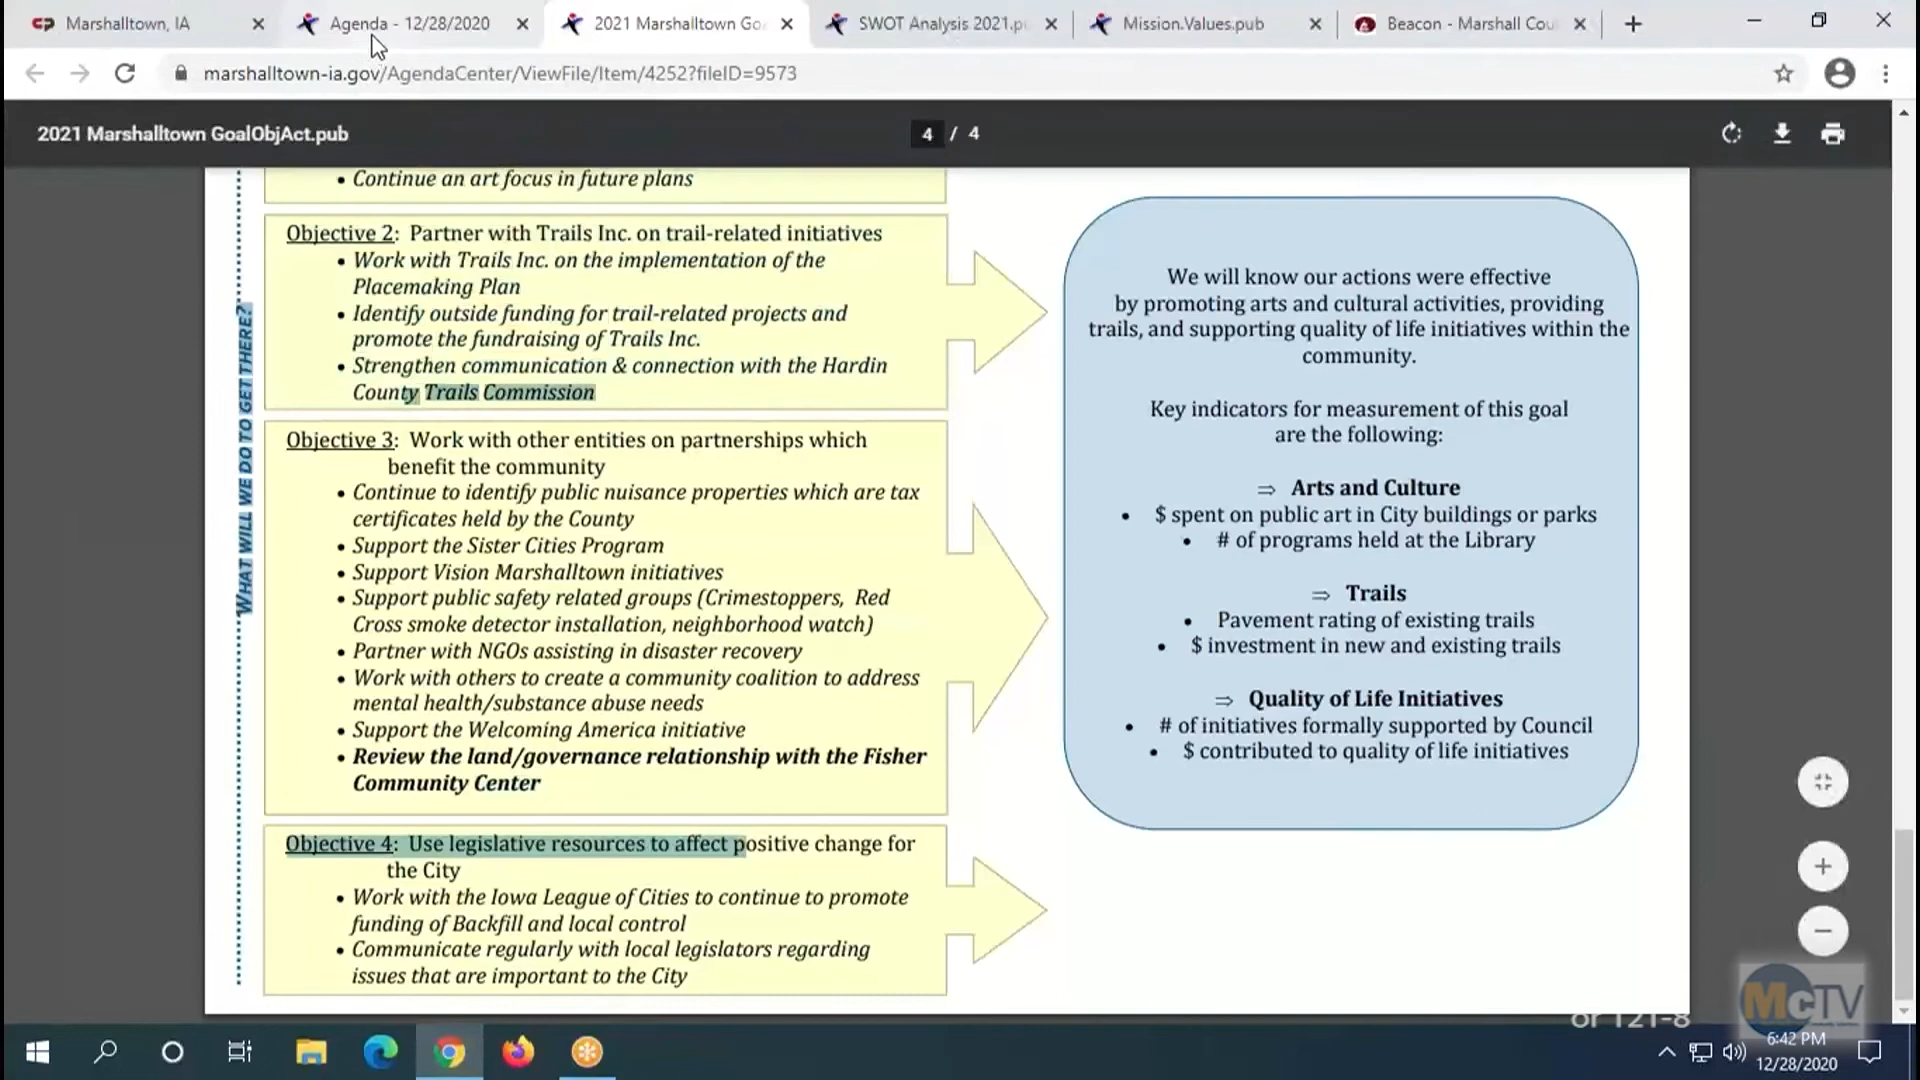 Marshalltown, IA
Agenda - 12/28/2020
2021 Marshalltown Go
SWOT Analysis 2021.p
Mission.Values.pub
Beacon - Marshall Cou
marshalltown-ia.gov/AgendaCenter/ViewFile/Item/4252?fileID=9573
2021 Marshalltown GoalObjAct.pub
4 / 4
WHAT WILL WE DO TO GET THERE?
• Continue an art focus in future plans
Objective 2: Partner with Trails Inc. on trail-related initiatives
• Work with Trails Inc. on the implementation of the
Placemaking Plan
• Identify outside funding for trail-related projects and
promote the fundraising of Trails Inc.
• Strengthen communication & connection with the Hardin
County Trails Commission
Objective 3: Work with other entities on partnerships which
benefit the community
• Continue to identify public nuisance properties which are tax
certificates held by the County
• Support the Sister Cities Program
• Support Vision Marshalltown initiatives
• Support public safety related groups (Crimestoppers, Red
Cross smoke detector installation, neighborhood watch)
• Partner with NGOs assisting in disaster recovery
• Work with others to create a community coalition to address
mental health/substance abuse needs
• Support the Welcoming America initiative
• Review the land/governance relationship with the Fisher
Community Center
Objective 4: Use legislative resources to affect positive change for
the City
• Work with the Iowa League of Cities to continue to promote
funding of Backfill and local control
• Communicate regularly with local legislators regarding
issues that are important to the City
We will know our actions were effective
by promoting arts and cultural activities, providing
trails, and supporting quality of life initiatives within the
community.
Key indicators for measurement of this goal
are the following:
⇒ Arts and Culture
• $ spent on public art in City buildings or parks
• # of programs held at the Library
⇒ Trails
• Pavement rating of existing trails
• $ investment in new and existing trails
⇒ Quality of Life Initiatives
• # of initiatives formally supported by Council
• $ contributed to quality of life initiatives
MCTV
or 121-8
6:42 PM
12/28/2020